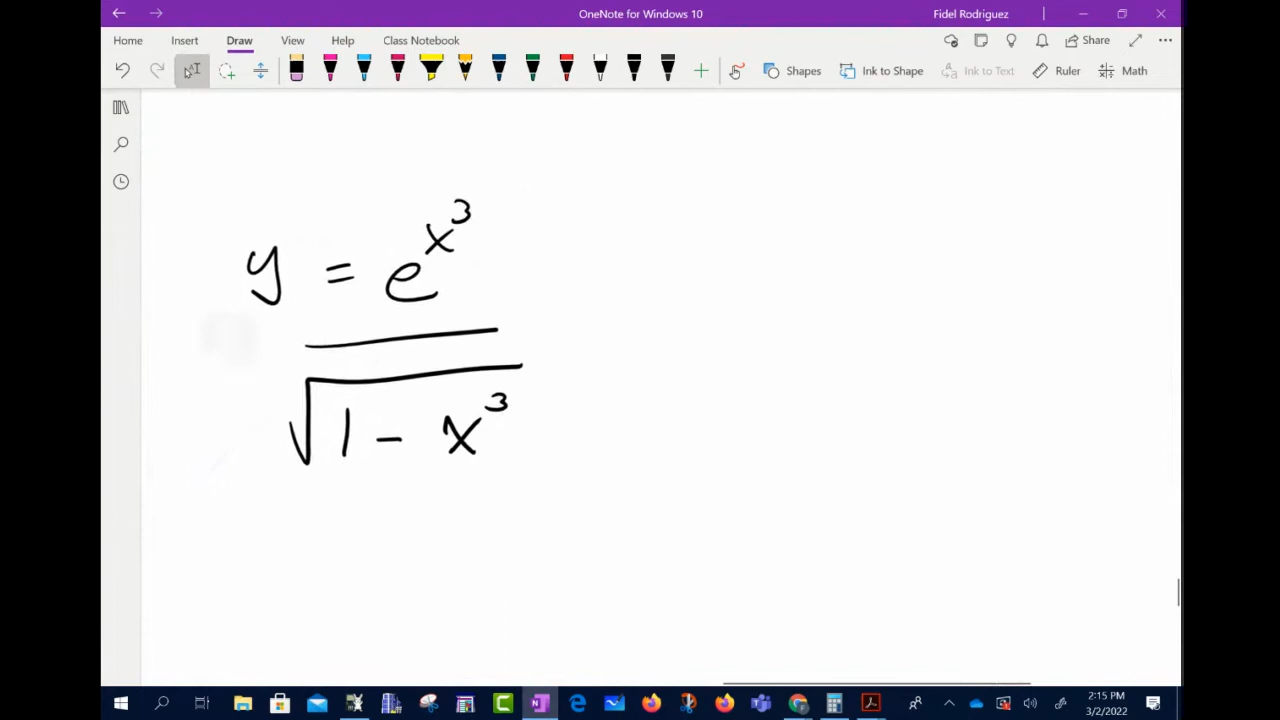 OneNote for Windows 10
Fidel Rodriguez
Home Insert Draw View Help Class Notebook
Share
Shapes Ink to Shape Ink to Text Ruler Math
y = e^{x^3}
√1 - x^3
2:15 PM
3/2/2022